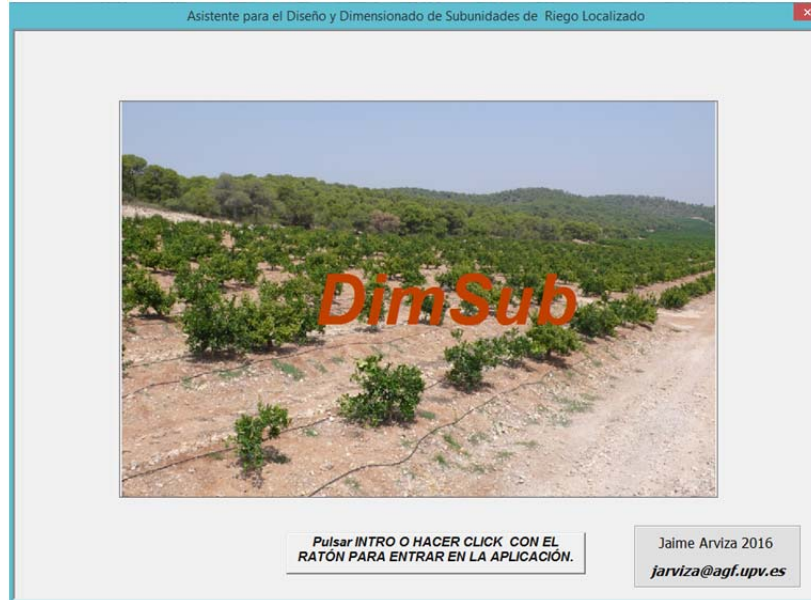 Asistente para el Diseño y Dimensionado de Subunidades de Riego Localizado
DimSub
Pulsar INTRO O HACER CLICK CON EL
RATÓN PARA ENTRAR EN LA APLICACIÓN.
Jaime Arviza 2016
jarviza@agf.upv.es